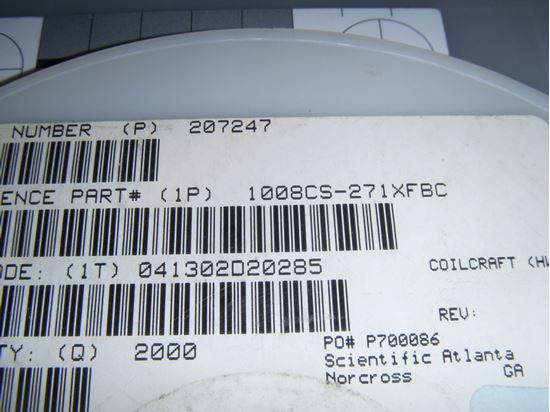 NUMBER (P) 207247
ENCE PART# (1P) 1008CS-271XFBC
ODE: (1T) 041302D20285
COILCRAFT (HK
REV:
TY: (Q) 2000
PO# P700086
Scientific Atlanta
Norcross GA